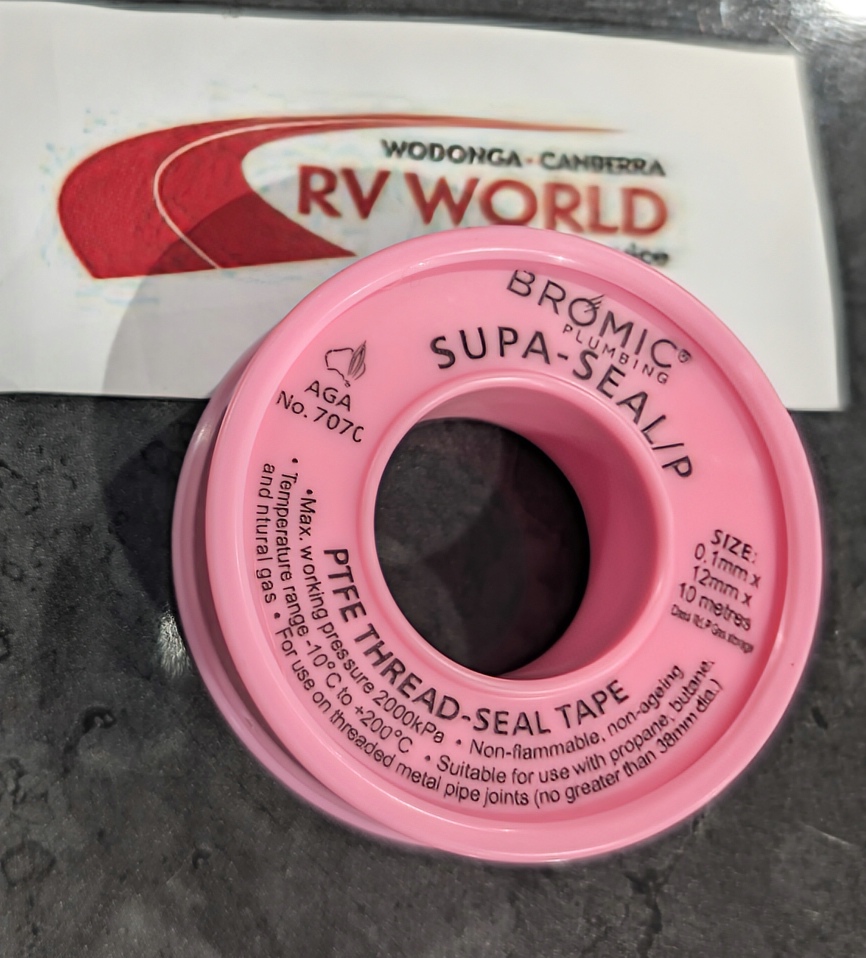 WODONGA · CANBERRA
RV WORLD
BROMIC®
PLUMBING
SUPA-SEAL/P
AGA
No. 7070
SIZE:
0.1mm x
12mm x
10 metres
PTFE THREAD-SEAL TAPE
•Max. working pressure 2000kPa • Non-flammable, non-ageing
• Temperature range -10°C to +200°C • Suitable for use with propane, butane,
and ntural gas • For use on threaded metal pipe joints (no greater than 38mm dia.)